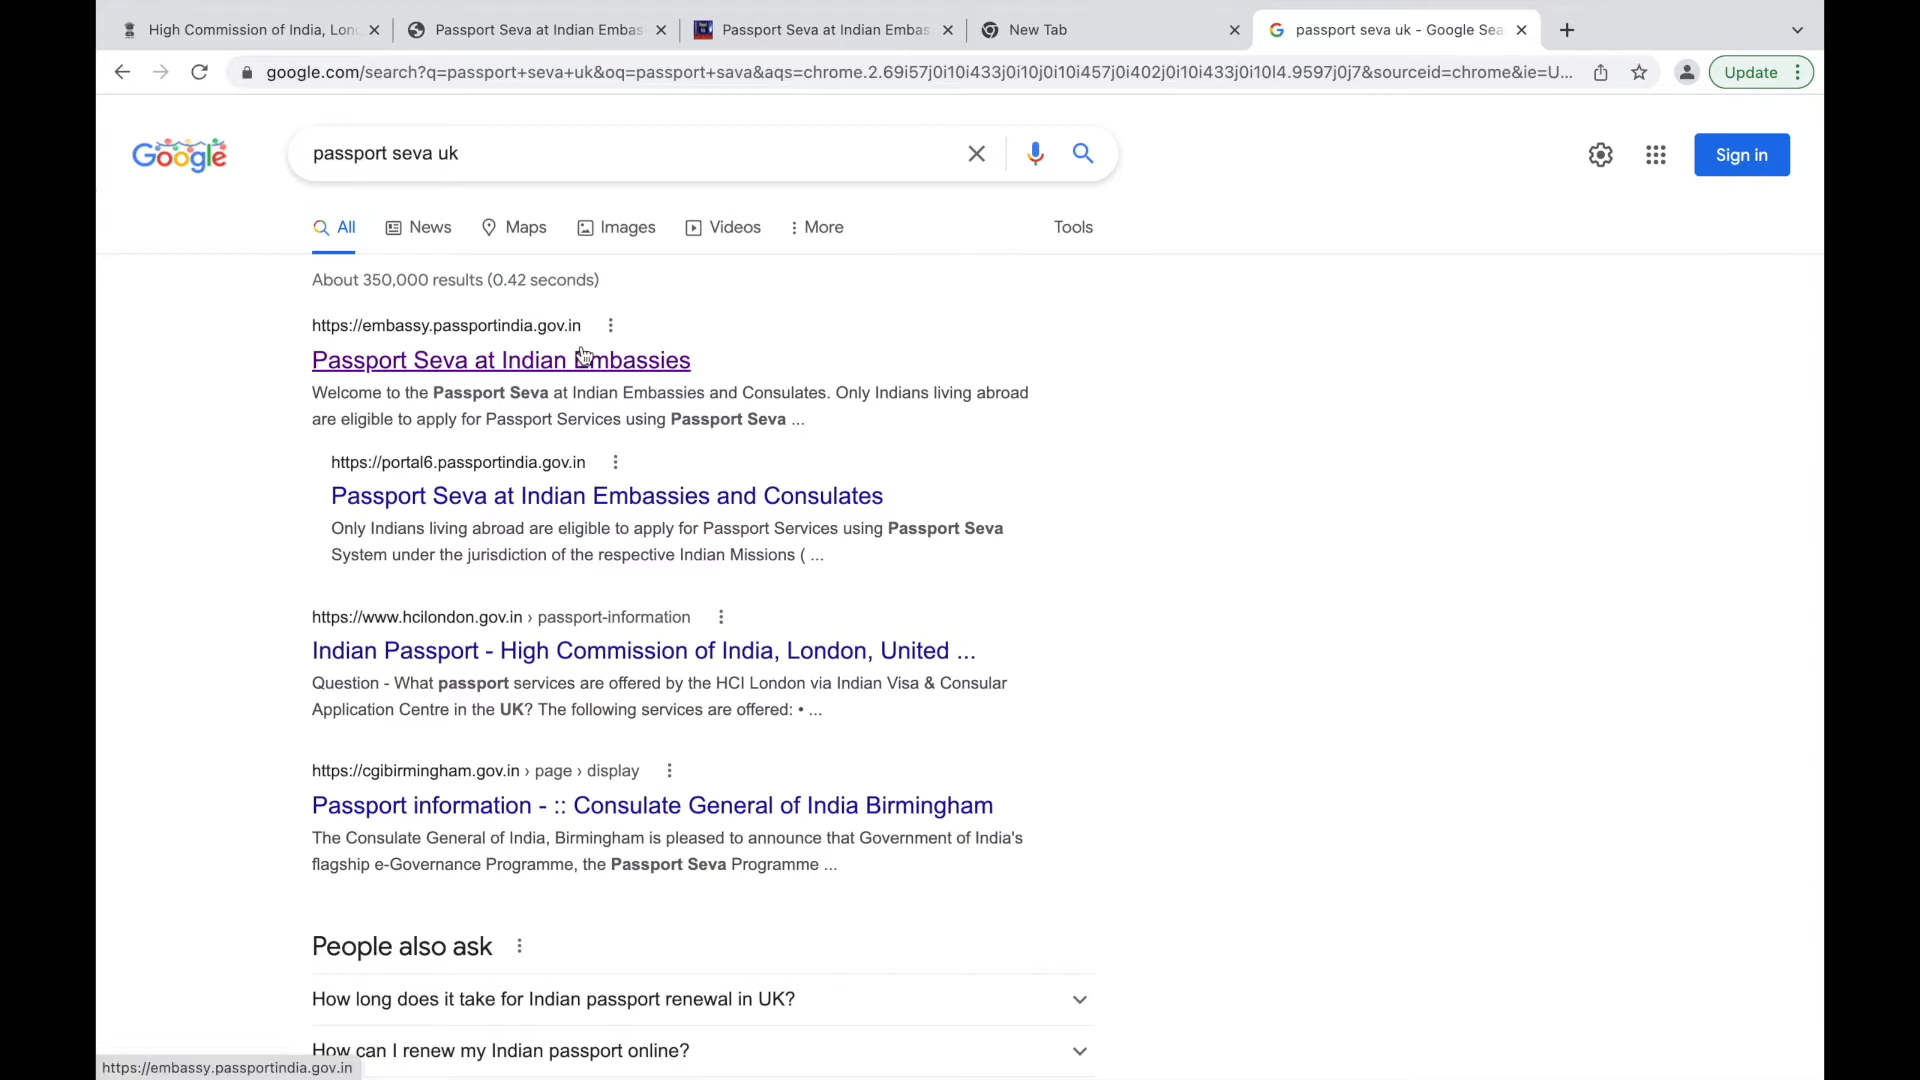 High Commission of India, Lon
Passport Seva at Indian Embas
Passport Seva at Indian Embas
New Tab
passport seva uk - Google Sea
google.com/search?q=passport+seva+uk&oq=passport+sava&aqs=chrome.2.69i57j0i10i433j0i10j0i10i457j0i402j0i10i433j0i10l4.9597j0j7&sourceid=chrome&ie=U...
Update
Google
passport seva uk
Sign in
All
News
Maps
Images
Videos
More
Tools
About 350,000 results (0.42 seconds)
https://embassy.passportindia.gov.in
Passport Seva at Indian Embassies
Welcome to the Passport Seva at Indian Embassies and Consulates. Only Indians living abroad
are eligible to apply for Passport Services using Passport Seva ...
https://portal6.passportindia.gov.in
Passport Seva at Indian Embassies and Consulates
Only Indians living abroad are eligible to apply for Passport Services using Passport Seva
System under the jurisdiction of the respective Indian Missions ( ...
https://www.hcilondon.gov.in › passport-information
Indian Passport - High Commission of India, London, United ...
Question - What passport services are offered by the HCI London via Indian Visa & Consular
Application Centre in the UK? The following services are offered: • ...
https://cgibirmingham.gov.in › page › display
Passport information - :: Consulate General of India Birmingham
The Consulate General of India, Birmingham is pleased to announce that Government of India's
flagship e-Governance Programme, the Passport Seva Programme ...
People also ask
How long does it take for Indian passport renewal in UK?
How can I renew my Indian passport online?
https://embassy.passportindia.gov.in